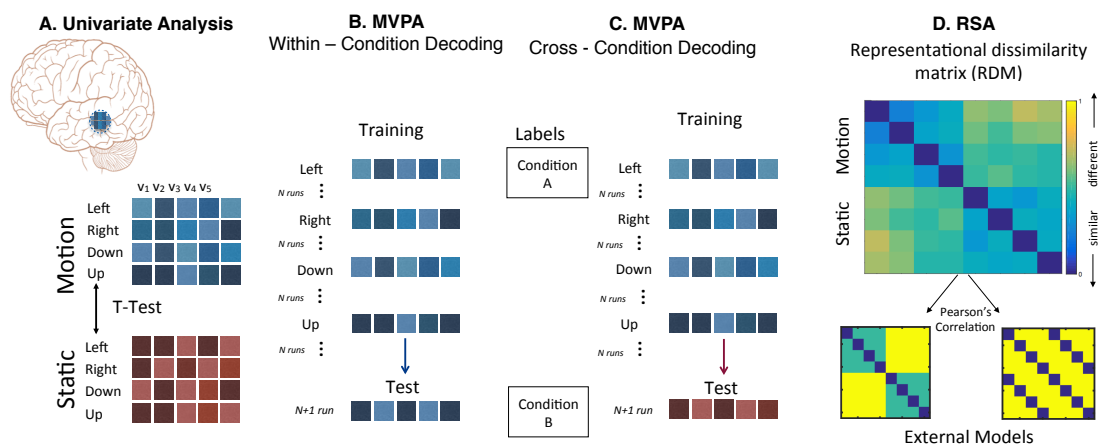 A. Univariate Analysis
V1 V2 V3 V4 V5
Motion
Left
Right
Down
Up
T-Test
Static
Left
Right
Down
Up
B. MVPA
Within – Condition Decoding
Training
Left
N runs
Right
N runs
Down
N runs
Up
N runs
Test
N+1 run
C. MVPA
Cross - Condition Decoding
Labels
Condition
A
Training
Left
N runs
Right
N runs
Down
N runs
Up
N runs
Test
Condition
B
N+1 run
D. RSA
Representational dissimilarity
matrix (RDM)
Motion
Static
1
0
different
similar
Pearson's
Correlation
External Models